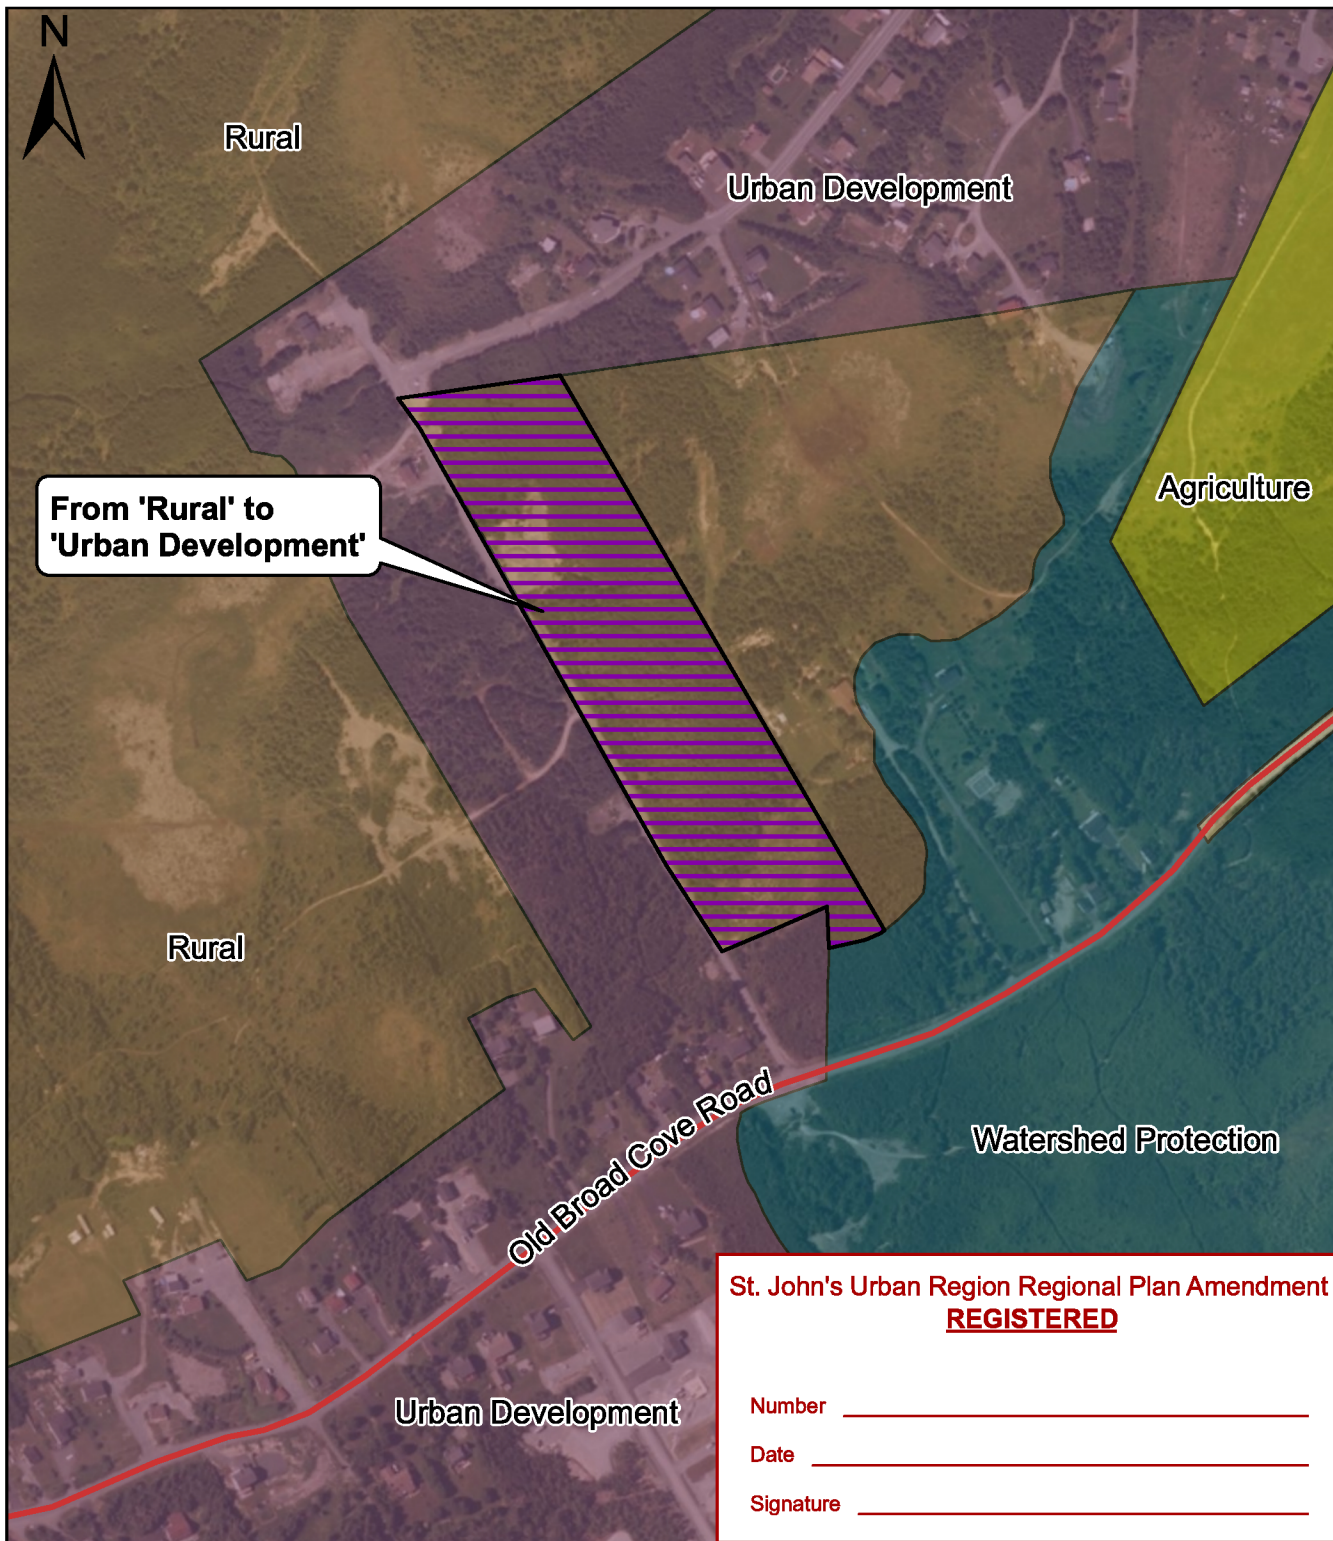 N
Rural
Urban Development
Agriculture
From 'Rural' to
'Urban Development'
Rural
Old Broad Cove Road
Watershed Protection
Urban Development
St. John's Urban Region Regional Plan Amendment
REGISTERED
Number
Date
Signature